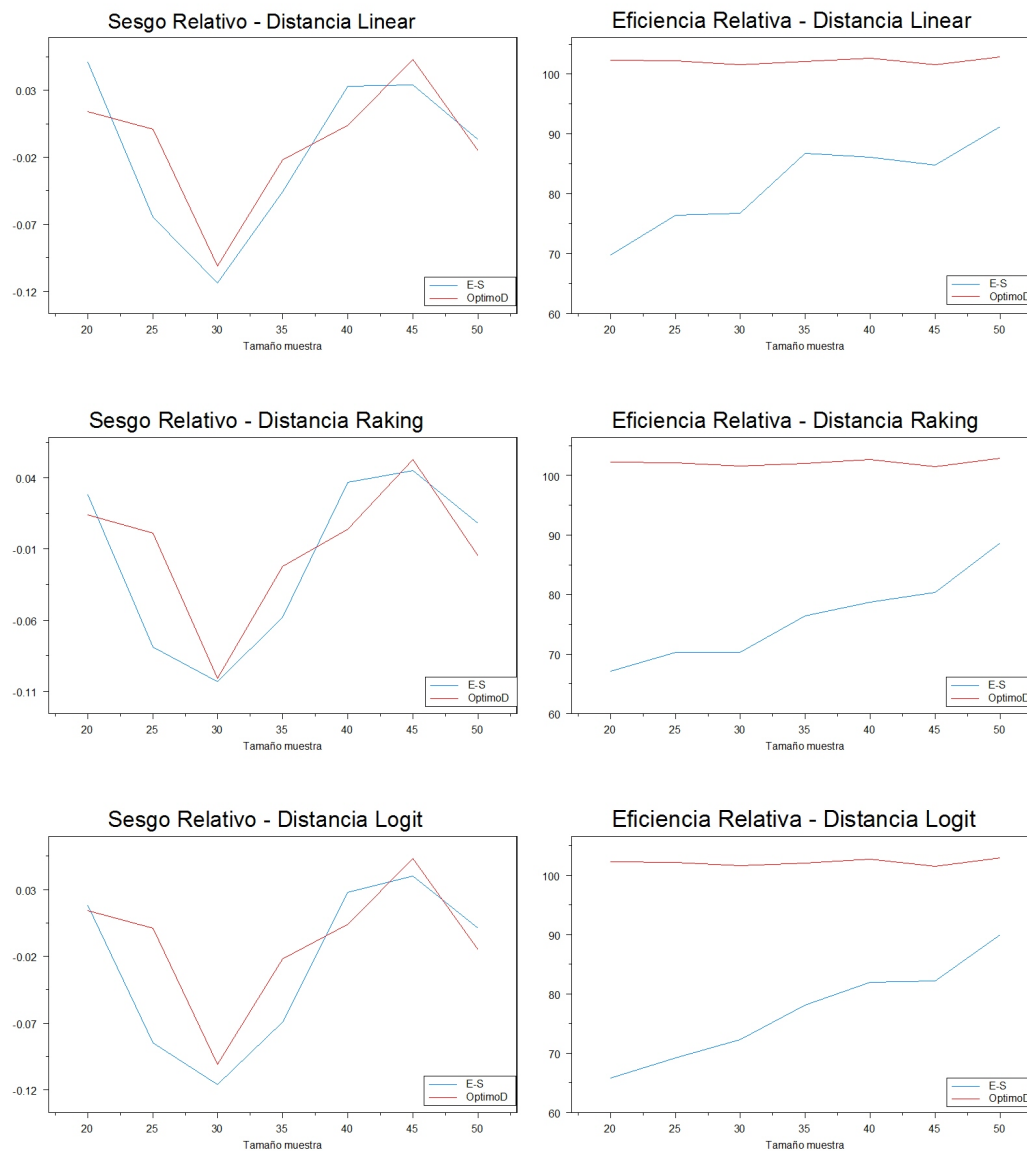 Sesgo Relativo - Distancia Linear
0.03
-0.02
-0.07
-0.12
E-S
OptimoD
20 25 30 35 40 45 50
Tamaño muestra
Eficiencia Relativa - Distancia Linear
100
90
80
70
60
E-S
OptimoD
20 25 30 35 40 45 50
Tamaño muestra
Sesgo Relativo - Distancia Raking
0.04
-0.01
-0.06
-0.11
E-S
OptimoD
20 25 30 35 40 45 50
Tamaño muestra
Eficiencia Relativa - Distancia Raking
100
90
80
70
60
E-S
OptimoD
20 25 30 35 40 45 50
Tamaño muestra
Sesgo Relativo - Distancia Logit
0.03
-0.02
-0.07
-0.12
E-S
OptimoD
20 25 30 35 40 45 50
Tamaño muestra
Eficiencia Relativa - Distancia Logit
100
90
80
70
60
E-S
OptimoD
20 25 30 35 40 45 50
Tamaño muestra